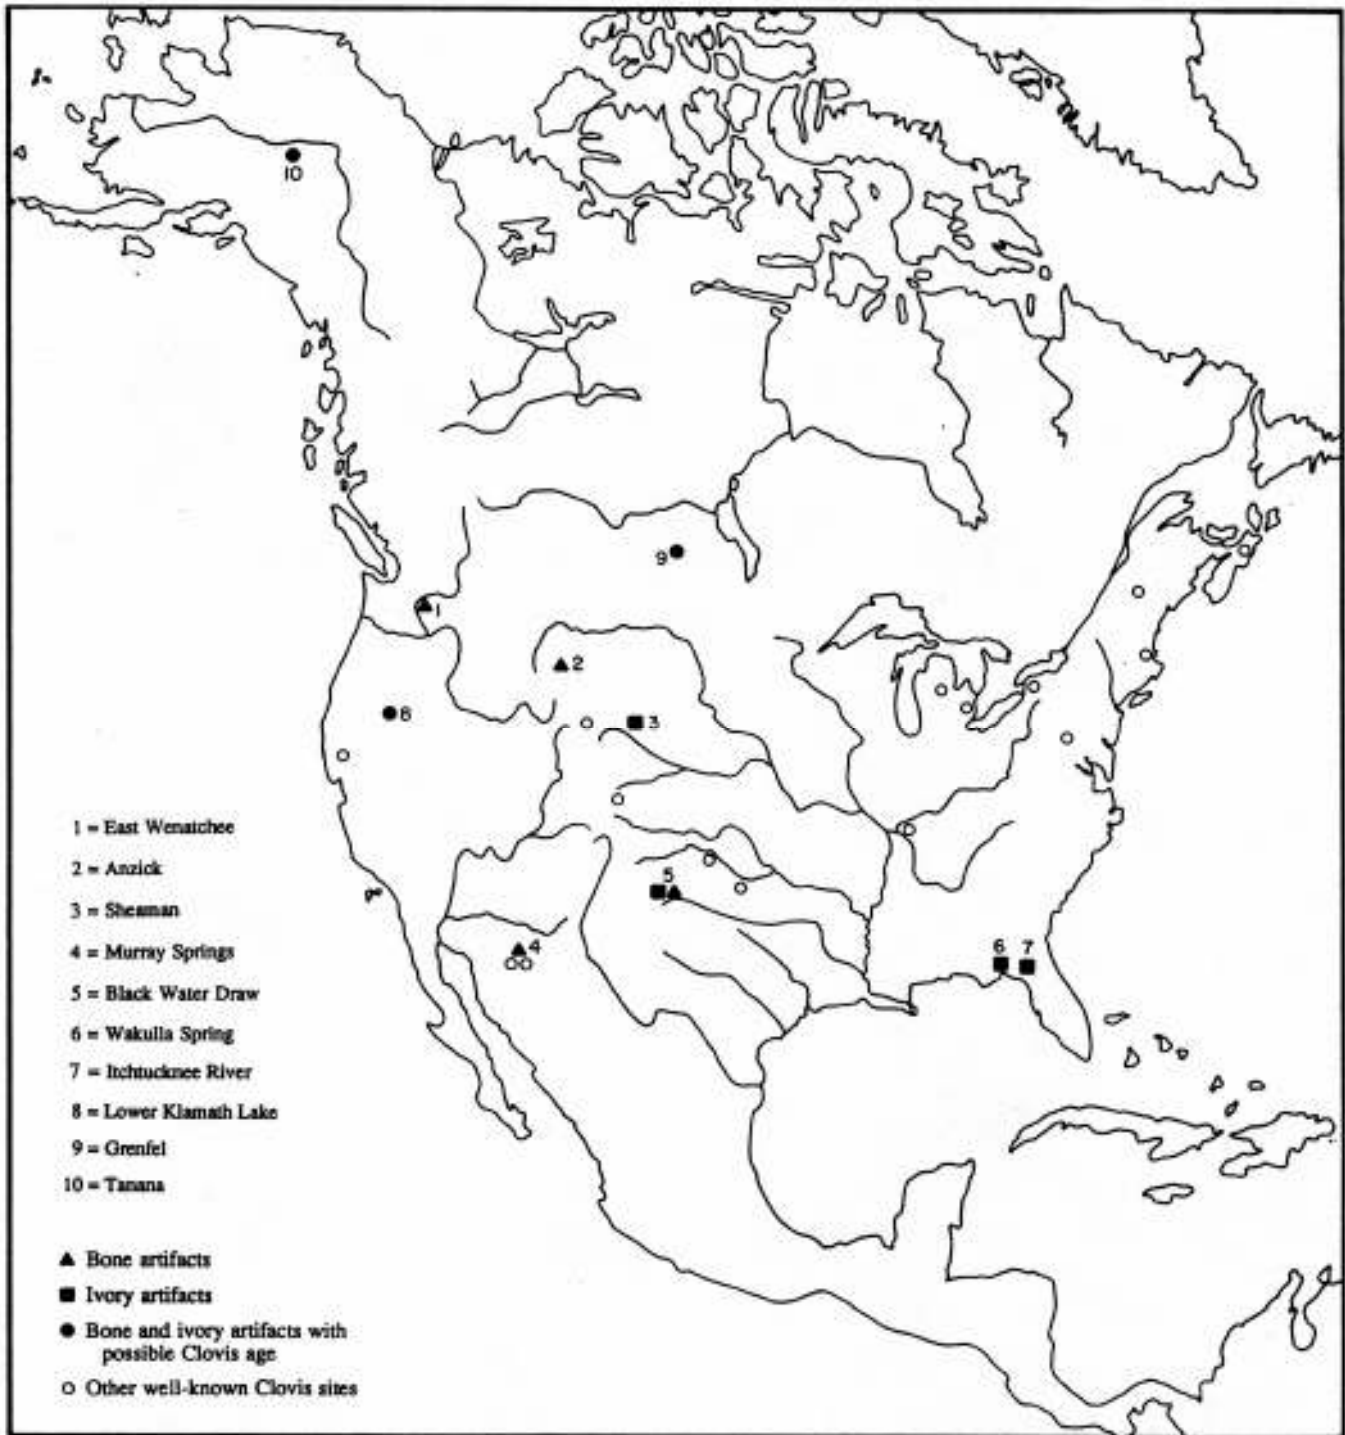 10
9
1
2
8
3
5
4
6 7
1 = East Wenatchee
2 = Anzick
3 = Sheaman
4 = Murray Springs
5 = Black Water Draw
6 = Wakulla Spring
7 = Itchtucknee River
8 = Lower Klamath Lake
9 = Grenfel
10 = Tanana
Bone artifacts
Ivory artifacts
Bone and ivory artifacts with
possible Clovis age
Other well-known Clovis sites